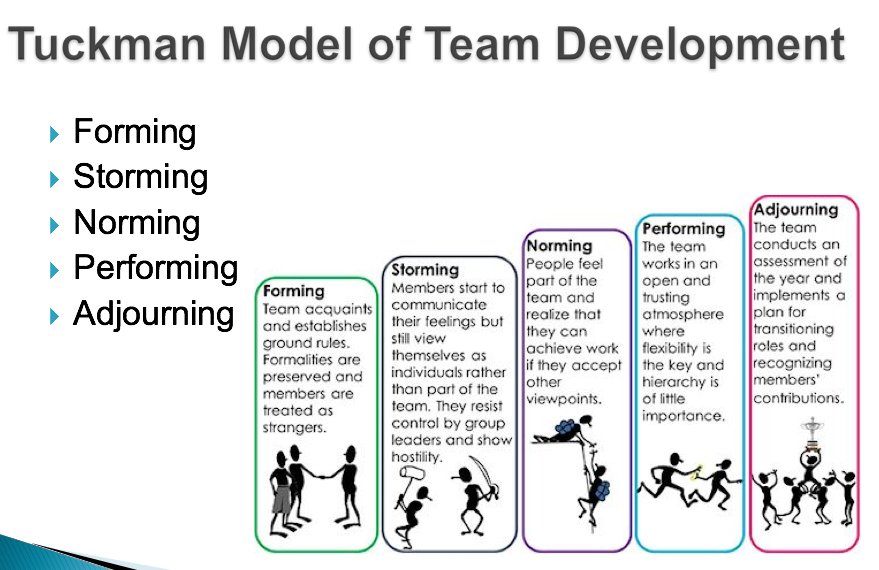 Tuckman Model of Team Development
Forming
Storming
Norming
Performing
Adjourning
Forming
Team acquaints
and establishes
ground rules.
Formalities are
preserved and
members are
treated as
strangers.
Storming
Members start to
communicate
their feelings but
still view
themselves as
individuals rather
than part of the
team. They resist
control by group
leaders and show
hostility.
Norming
People feel
part of the
team and
realize that
they can
achieve work
if they accept
other
viewpoints.
Performing
The team
works in an
open and
trusting
atmosphere
where
flexibility is
the key and
hierarchy is
of little
importance.
Adjourning
The team
conducts an
assessment of
the year and
implements a
plan for
transitioning
roles and
recognizing
members'
contributions.